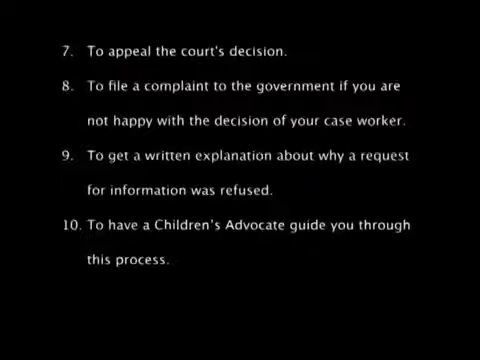 7. To appeal the court's decision.
8. To file a complaint to the government if you are
not happy with the decision of your case worker.
9. To get a written explanation about why a request
for information was refused.
10. To have a Children's Advocate guide you through
this process.